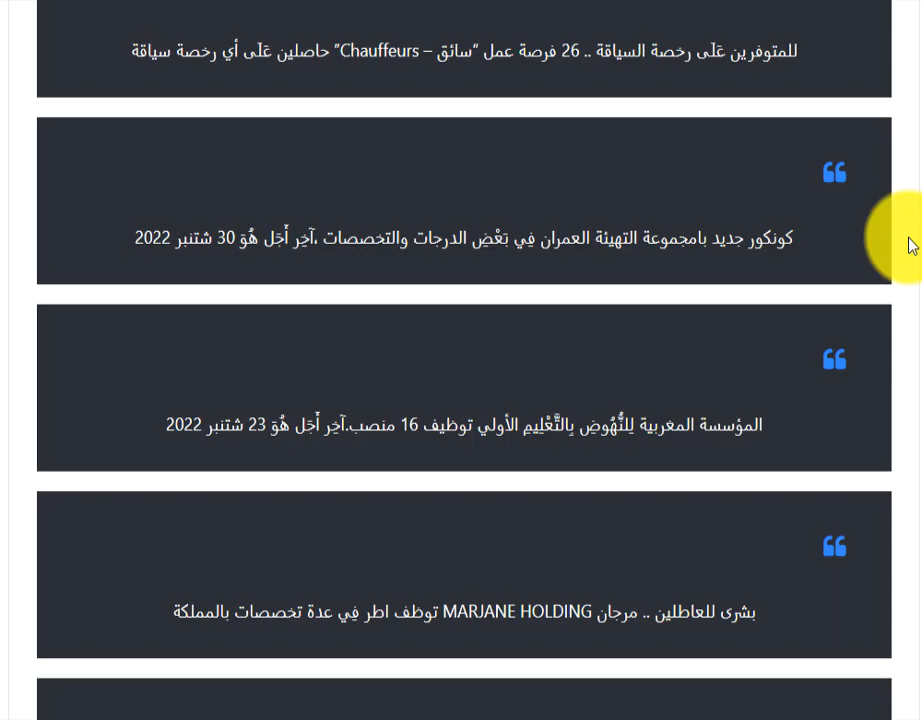 للمتوفرين عَلَى رخصة السياقة .. 26 فرصة عمل “سائق – Chauffeurs” حاصلين عَلَى أي رخصة سياقة
كونكور جديد بامجموعة التهيئة العمران فِي بَعْضِ الدرجات والتخصصات ،آخِر أَجَل هُوَ 30 شتنبر 2022
المؤسسة المغربية لِلنُّهُوضِ بِالتَّعْلِيمِ الأولي توظيف 16 منصب.آخِر أَجَل هُوَ 23 شتنبر 2022
بشرى للعاطلين .. مرجان MARJANE HOLDING توظف اطر فِي عدة تخصصات بالمملكة